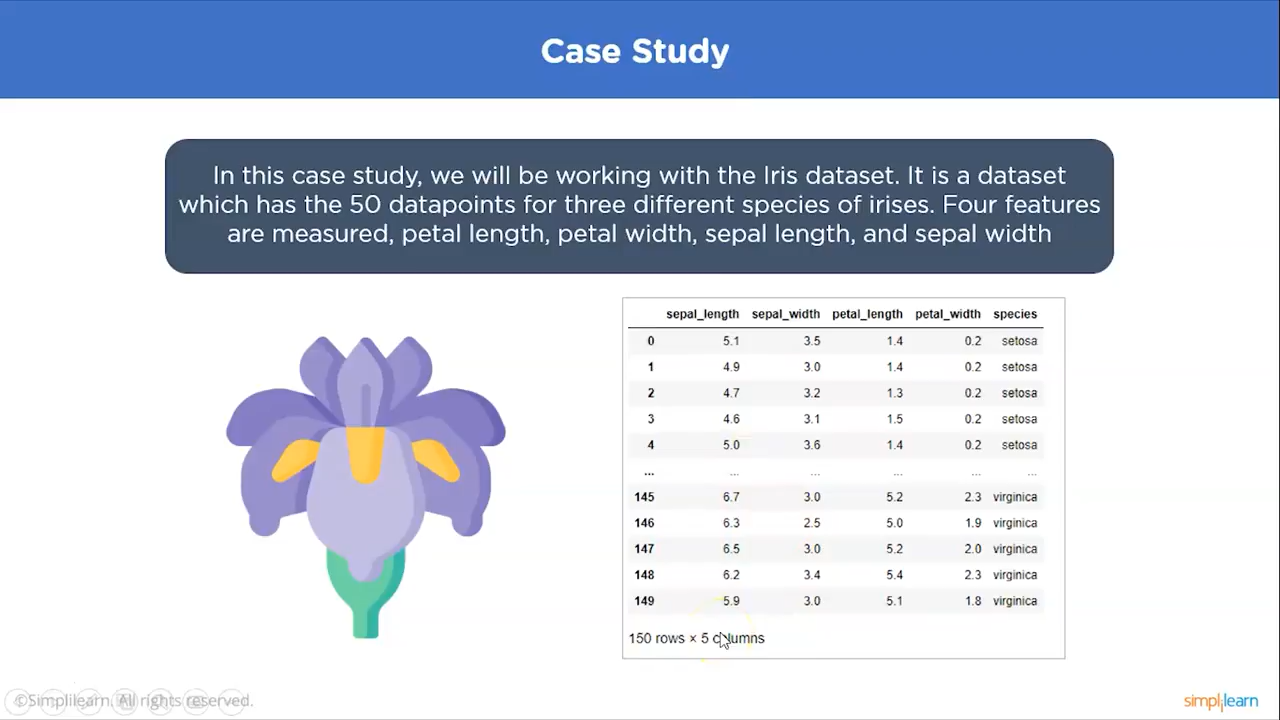 Case Study
In this case study, we will be working with the Iris dataset. It is a dataset
which has the 50 datapoints for three different species of irises. Four features
are measured, petal length, petal width, sepal length, and sepal width
sepal_length sepal_width petal_length petal_width species
0 5.1 3.5 1.4 0.2 setosa
1 4.9 3.0 1.4 0.2 setosa
2 4.7 3.2 1.3 0.2 setosa
3 4.6 3.1 1.5 0.2 setosa
4 5.0 3.6 1.4 0.2 setosa
... ... ... ... ... ...
145 6.7 3.0 5.2 2.3 virginica
146 6.3 2.5 5.0 1.9 virginica
147 6.5 3.0 5.2 2.0 virginica
148 6.2 3.4 5.4 2.3 virginica
149 5.9 3.0 5.1 1.8 virginica
150 rows × 5 columns
©Simplilearn. All rights reserved.
simplilearn